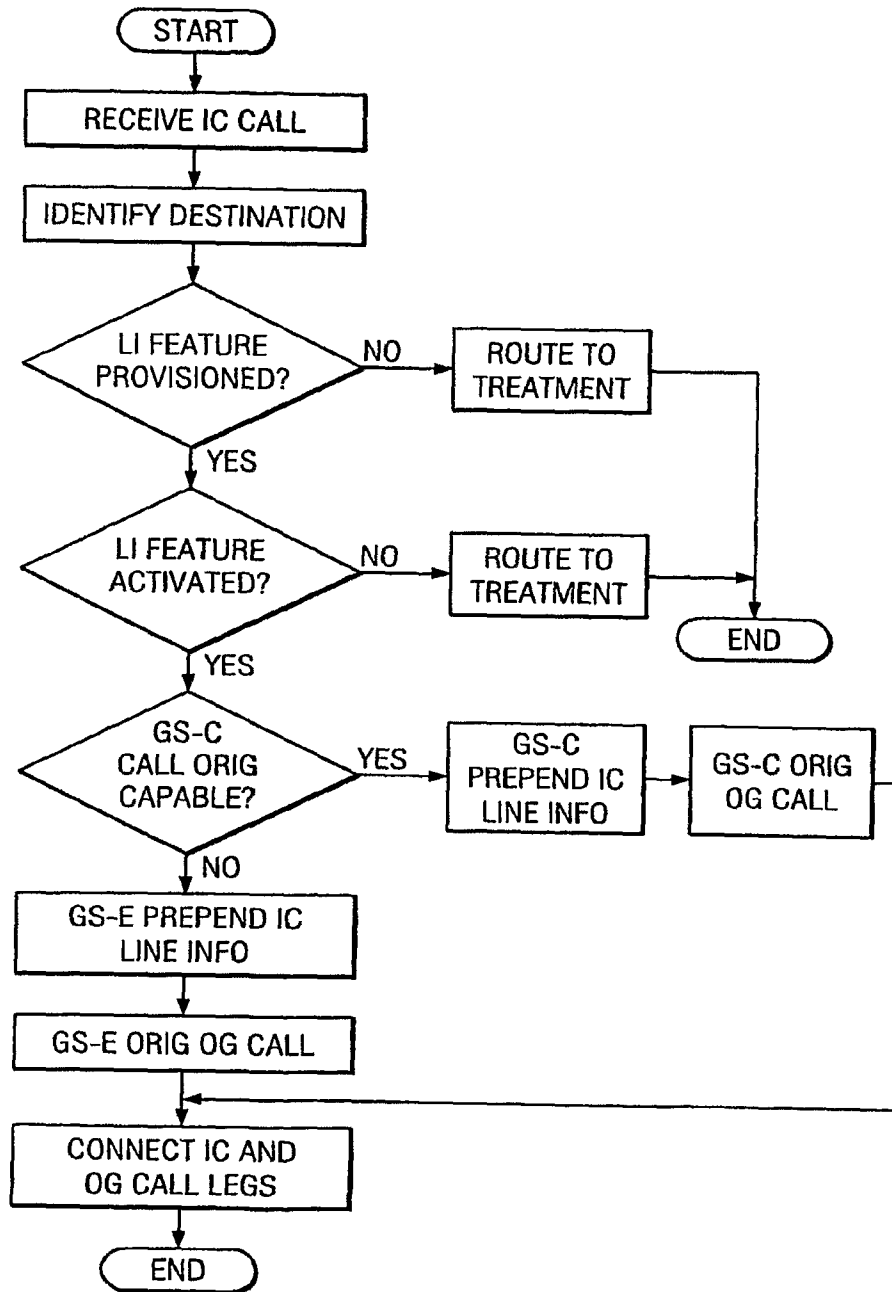 START
RECEIVE IC CALL
IDENTIFY DESTINATION
LI FEATURE
PROVISIONED?
NO
ROUTE TO
TREATMENT
YES
LI FEATURE
ACTIVATED?
NO
ROUTE TO
TREATMENT
END
YES
GS-C
CALL ORIG
CAPABLE?
YES
GS-C
PREPEND IC
LINE INFO
GS-C ORIG
OG CALL
NO
GS-E PREPEND IC
LINE INFO
GS-E ORIG OG CALL
CONNECT IC AND
OG CALL LEGS
END